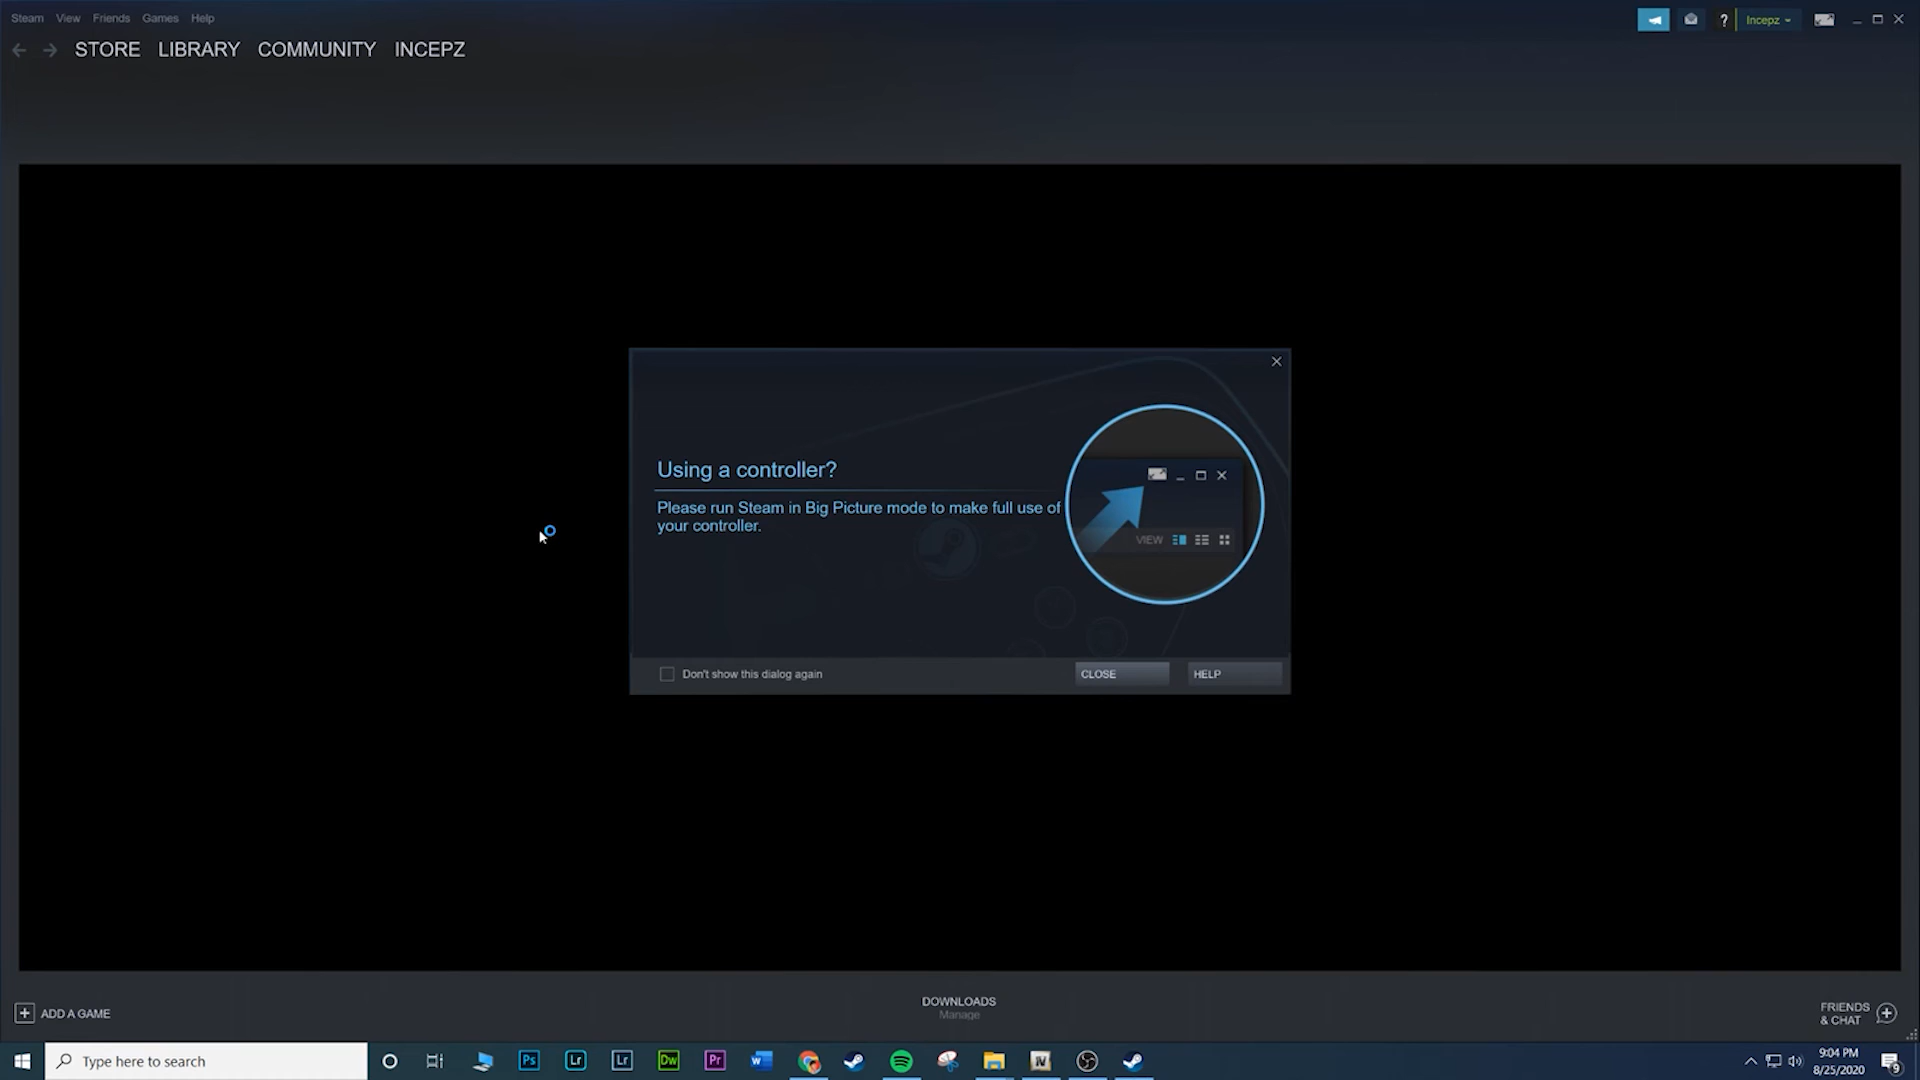 Steam View Friends Games Help
? Incepz
STORE LIBRARY COMMUNITY INCEPZ
Using a controller?
Please run Steam in Big Picture mode to make full use of
your controller.
VIEW
Don't show this dialog again
CLOSE HELP
ADD A GAME
DOWNLOADS
Manage
FRIENDS
& CHAT
Type here to search
Ps Lr Lr Dw Pr W IV
9:04 PM
8/25/2020
9